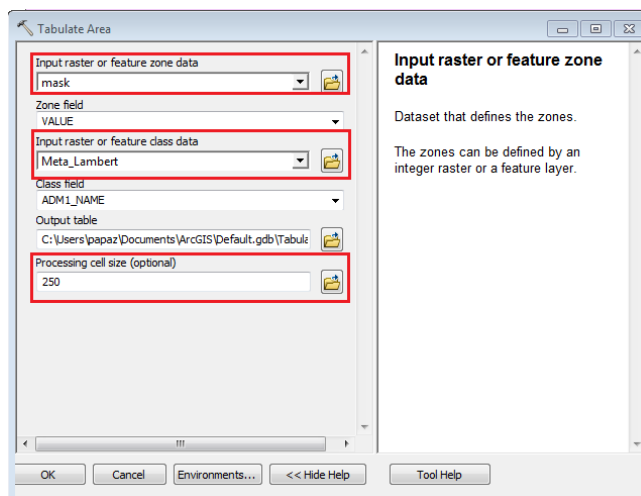 Tabulate Area
Input raster or feature zone data
mask
Zone field
VALUE
Input raster or feature class data
Meta_Lambert
Class field
ADM1_NAME
Output table
C:\Users\papaz\Documents\ArcGIS\Default.gdb\Tabula
Processing cell size (optional)
250
OK
Cancel
Environments...
<< Hide Help
Input raster or feature zone
data
Dataset that defines the zones.
The zones can be defined by an
integer raster or a feature layer.
Tool Help